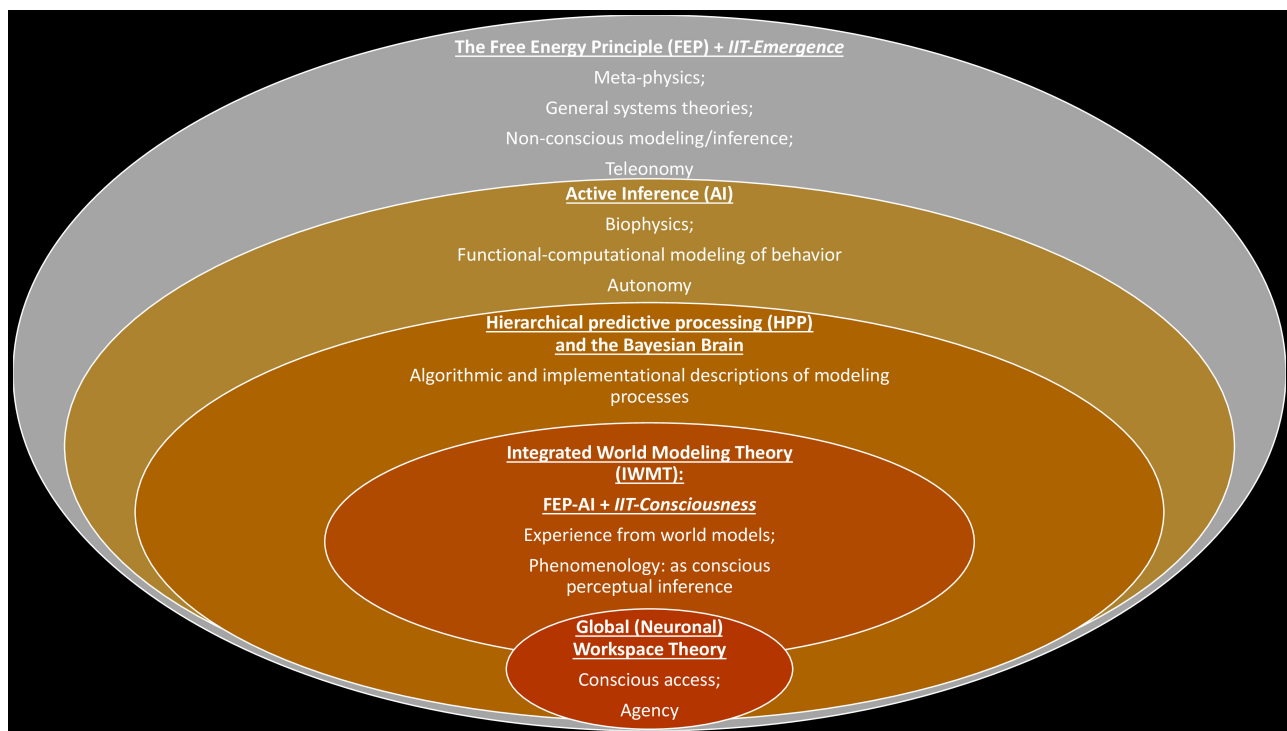 The Free Energy Principle (FEP) + IIT-Emergence
Meta-physics;
General systems theories;
Non-conscious modeling/inference;
Teleonomy
Active Inference (AI)
Biophysics;
Functional-computational modeling of behavior
Autonomy
Hierarchical predictive processing (HPP)
and the Bayesian Brain
Algorithmic and implementational descriptions of modeling
processes
Integrated World Modeling Theory
(IWMT):
FEP-AI + IIT-Consciousness
Experience from world models;
Phenomenology: as conscious
perceptual inference
Global (Neuronal)
Workspace Theory
Conscious access;
Agency